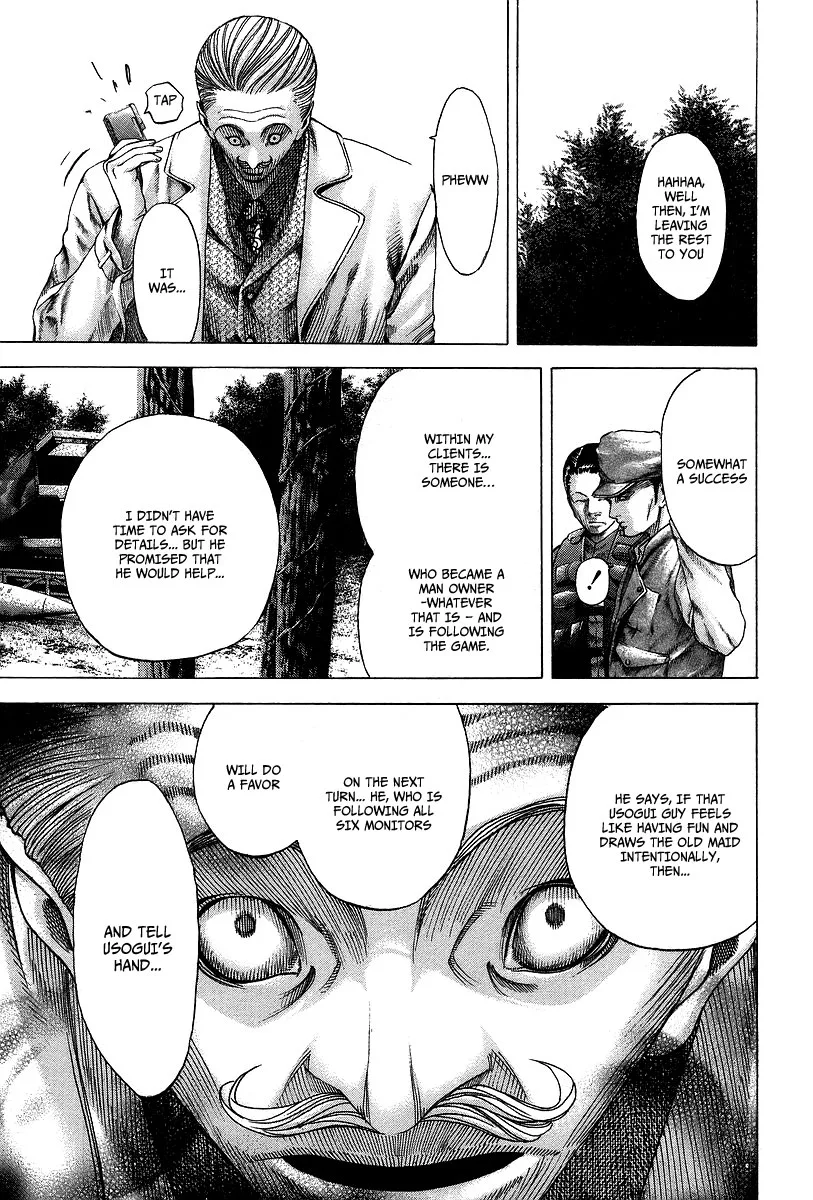 HAHHAA,
WELL
THEN, I'M
LEAVING
THE REST
TO YOU
PHEWW
TAP
IT
WAS...
SOMEWHAT
A SUCCESS
!
WITHIN MY
CLIENTS...
THERE IS
SOMEONE...
WHO BECAME A
MAN OWNER
-WHATEVER
THAT IS – AND
IS FOLLOWING
THE GAME.
I DIDN'T HAVE
TIME TO ASK FOR
DETAILS... BUT HE
PROMISED THAT
HE WOULD HELP...
HE SAYS, IF THAT
USOGUI GUY FEELS
LIKE HAVING FUN AND
DRAWS THE OLD MAID
INTENTIONALLY,
THEN...
ON THE NEXT
TURN... HE, WHO IS
FOLLOWING ALL
SIX MONITORS
WILL DO
A FAVOR
AND TELL
USOGUI'S
HAND...